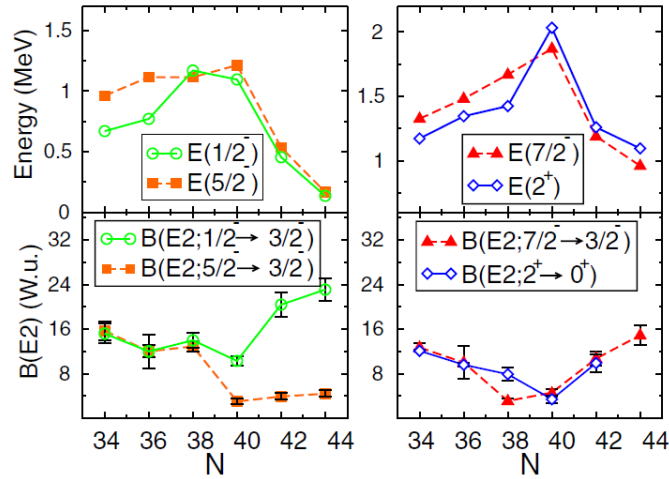 Energy (MeV)
1.5
1
0.5
0
E(1/2⁻)
E(5/2⁻)
2
1.5
1
E(7/2⁻)
E(2⁺)
B(E2) (W.u.)
32
24
16
8
B(E2;1/2⁻→ 3/2⁻)
B(E2;5/2⁻→ 3/2⁻)
34 36 38 40 42 44
N
32
24
16
8
B(E2;7/2⁻→3/2⁻)
B(E2;2⁺→ 0⁺)
34 36 38 40 42 44
N